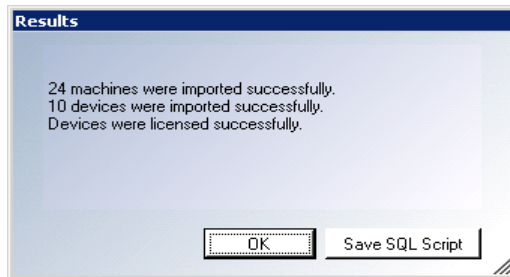 Results
24 machines were imported successfully.
10 devices were imported successfully.
Devices were licensed successfully.
OK
Save SQL Script